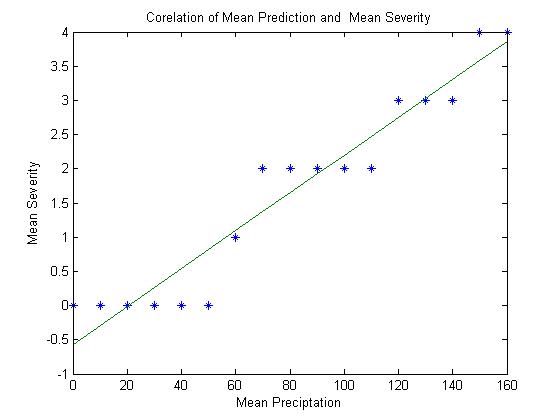 Corelation of Mean Prediction and  Mean Severity
4
3.5
3
2.5
2
1.5
1
0.5
0
-0.5
-1
0 20 40 60 80 100 120 140 160
Mean Severity
Mean Preciptation